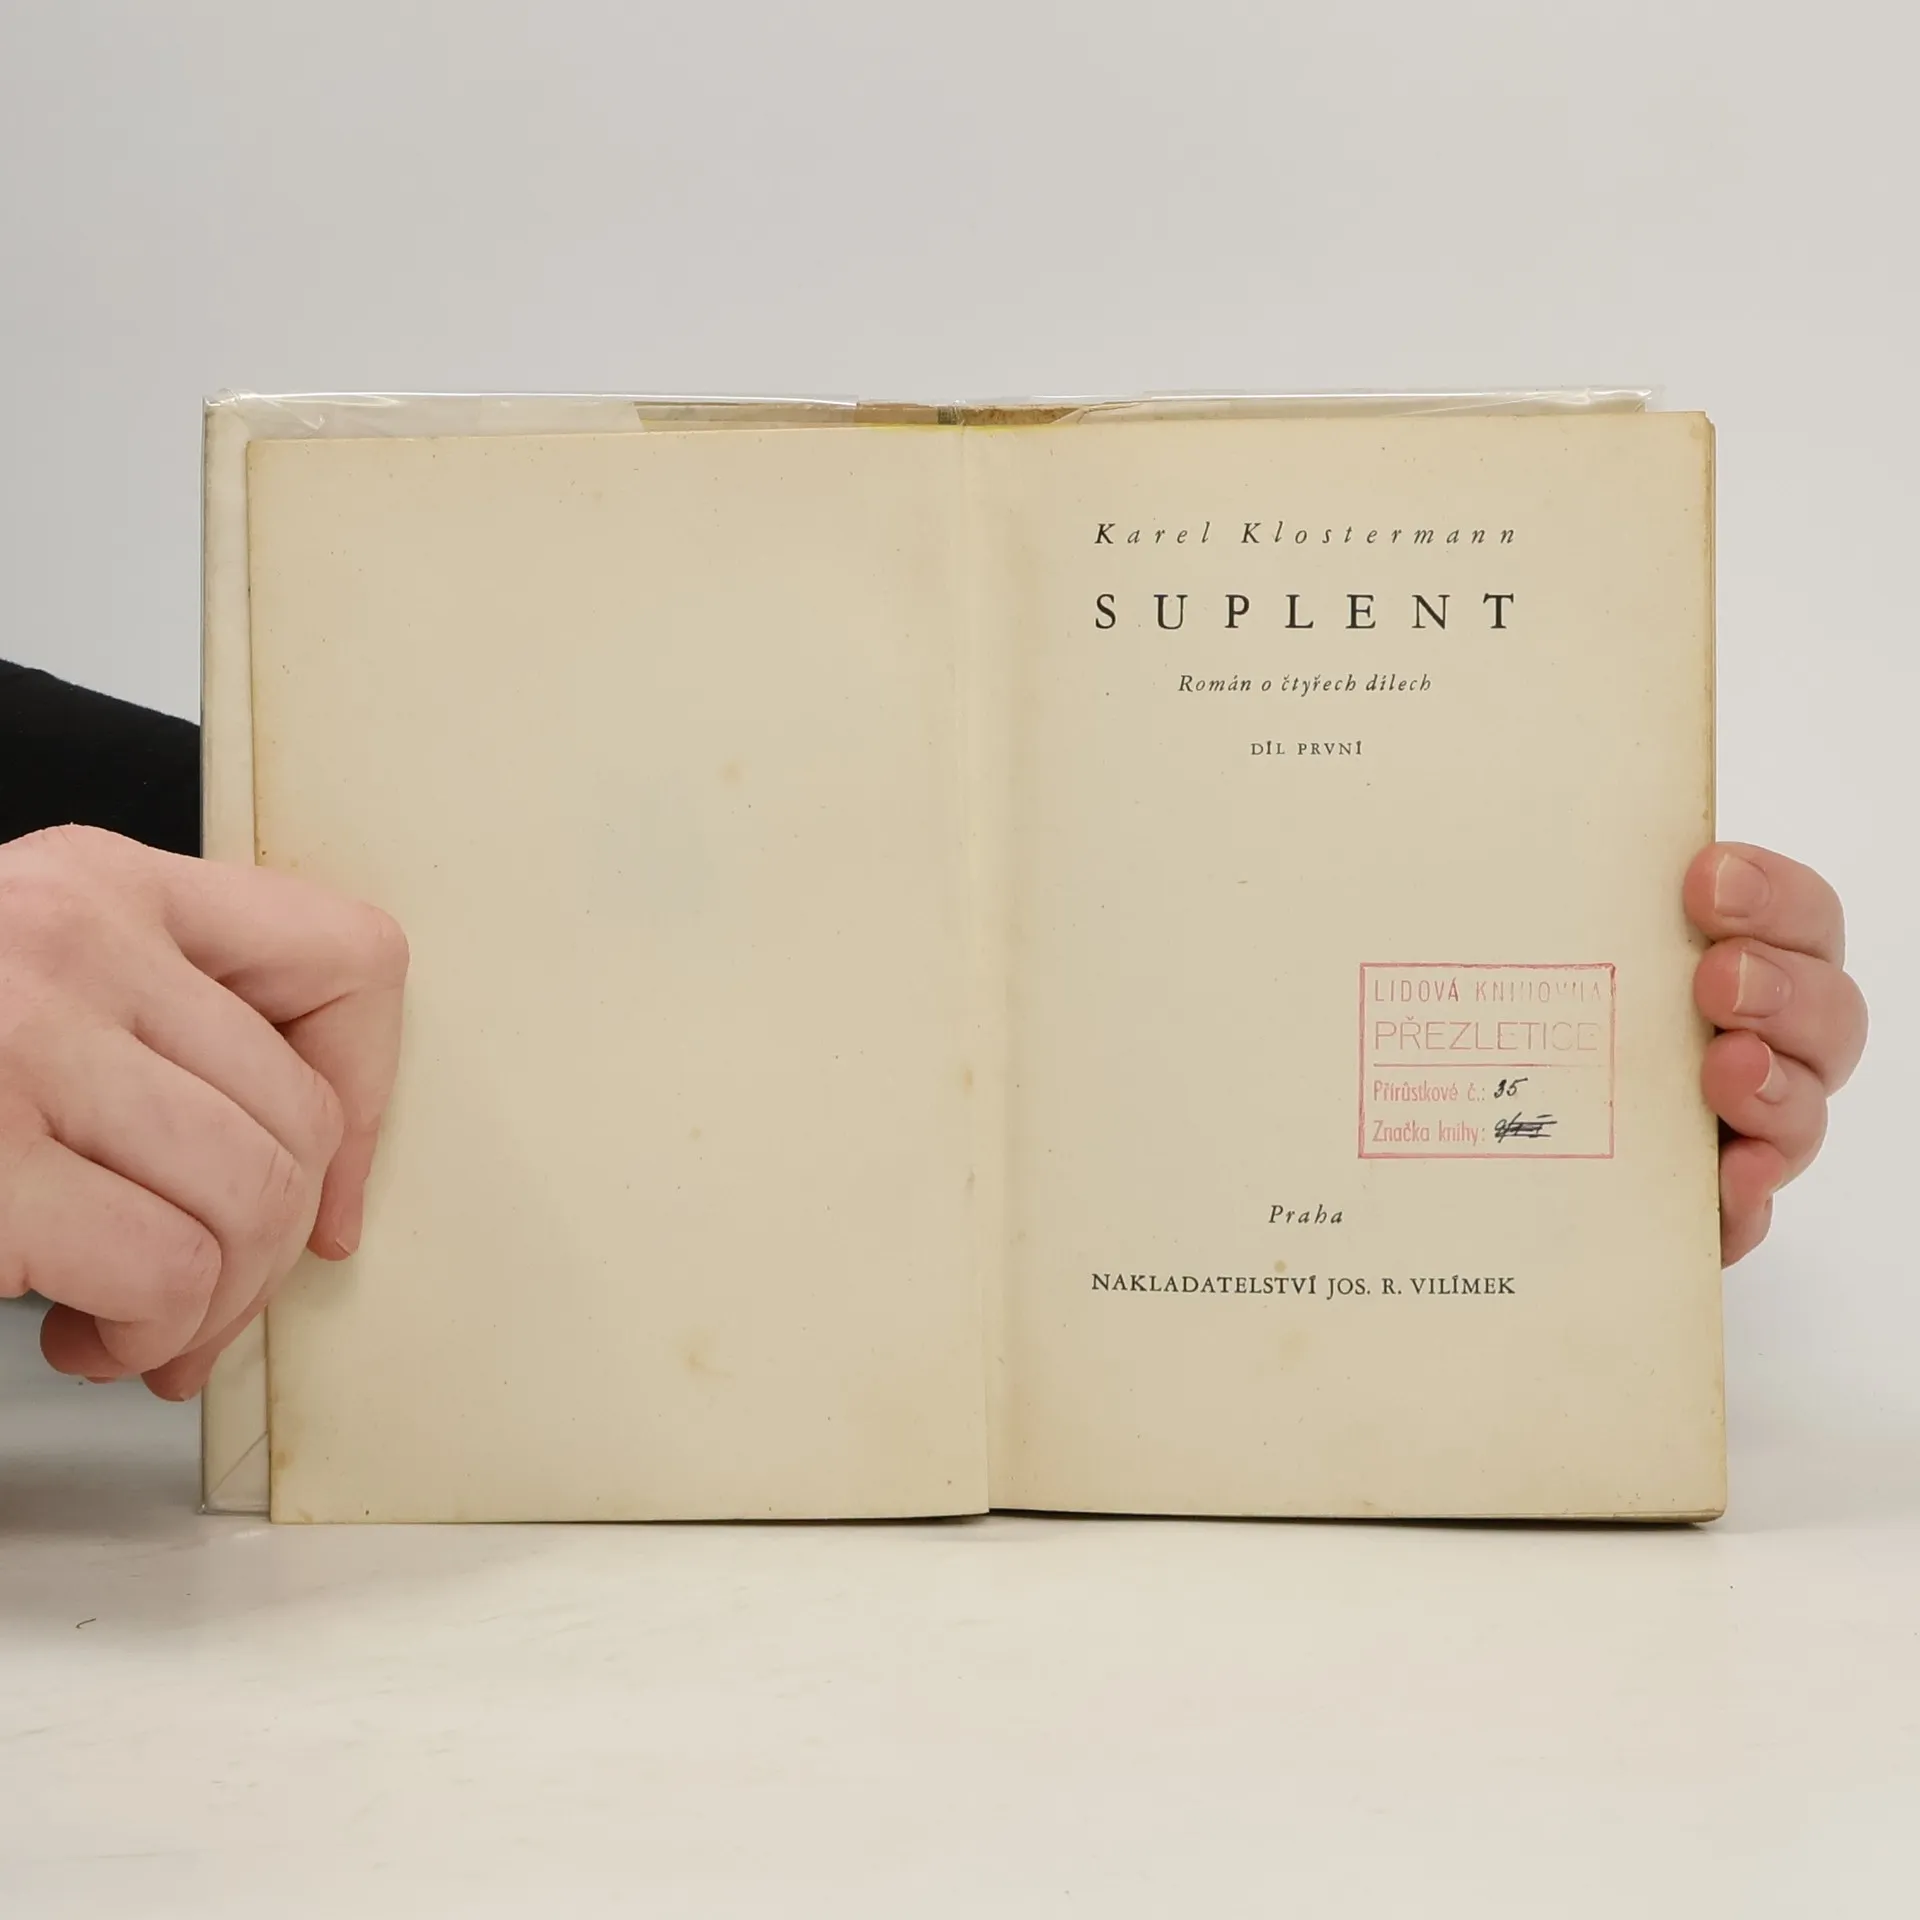 Karel Klostermann
SUPLENT
Román o čtyřech dílech
DÍL PRVNÍ
LIDOVÁ KNIHOVNA
PŘEZLETICE
Přírůstkové č.: 35
Značka knihy:
Praha
NAKLADATELSTVÍ JOS. R. VILÍMEK